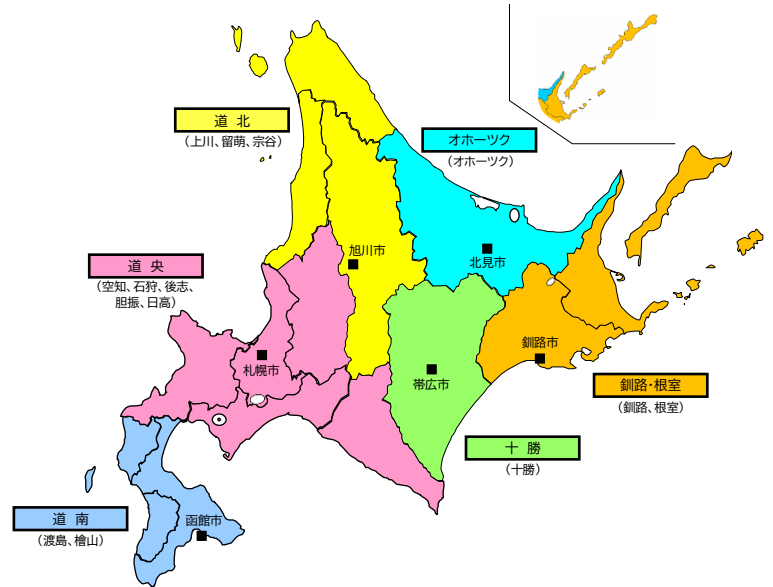 道 北
（上川、留萌、宗谷）
オホーツク
（オホーツク）
旭川市
北見市
道 央
（空知、石狩、後志、
胆振、日高）
札幌市
帯広市
釧路市
釧路・根室
（釧路、根室）
十 勝
（十勝）
道 南
（渡島、檜山）
函館市